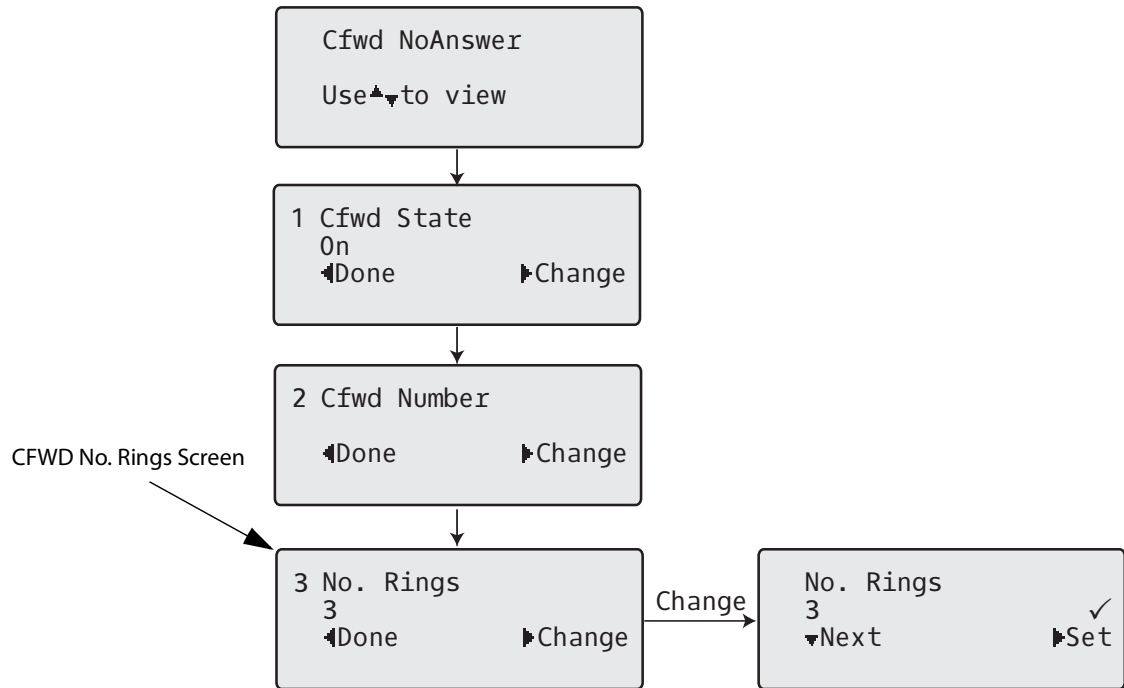 Cfwd NoAnswer
Use▲▼to view
1 Cfwd State
On
◀Done ▶Change
2 Cfwd Number
◀Done ▶Change
CFWD No. Rings Screen
3 No. Rings
3
◀Done ▶Change
Change
No. Rings
3 ✓
▼Next ▶Set